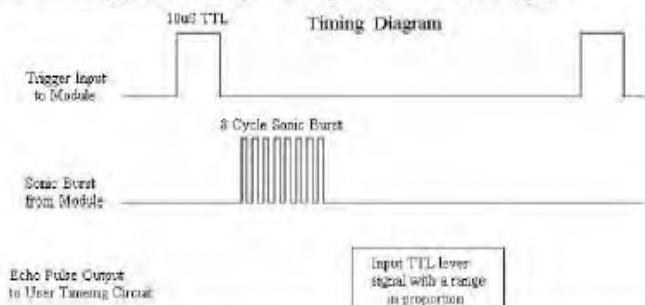 10uS TTL
Timing Diagram
Trigger Input
to Module
8 Cycle Sonic Burst
Sonic Burst
from Module
Echo Pulse Output
to User Timeing Circuit
Input TTL lever
signal with a range
in proportion